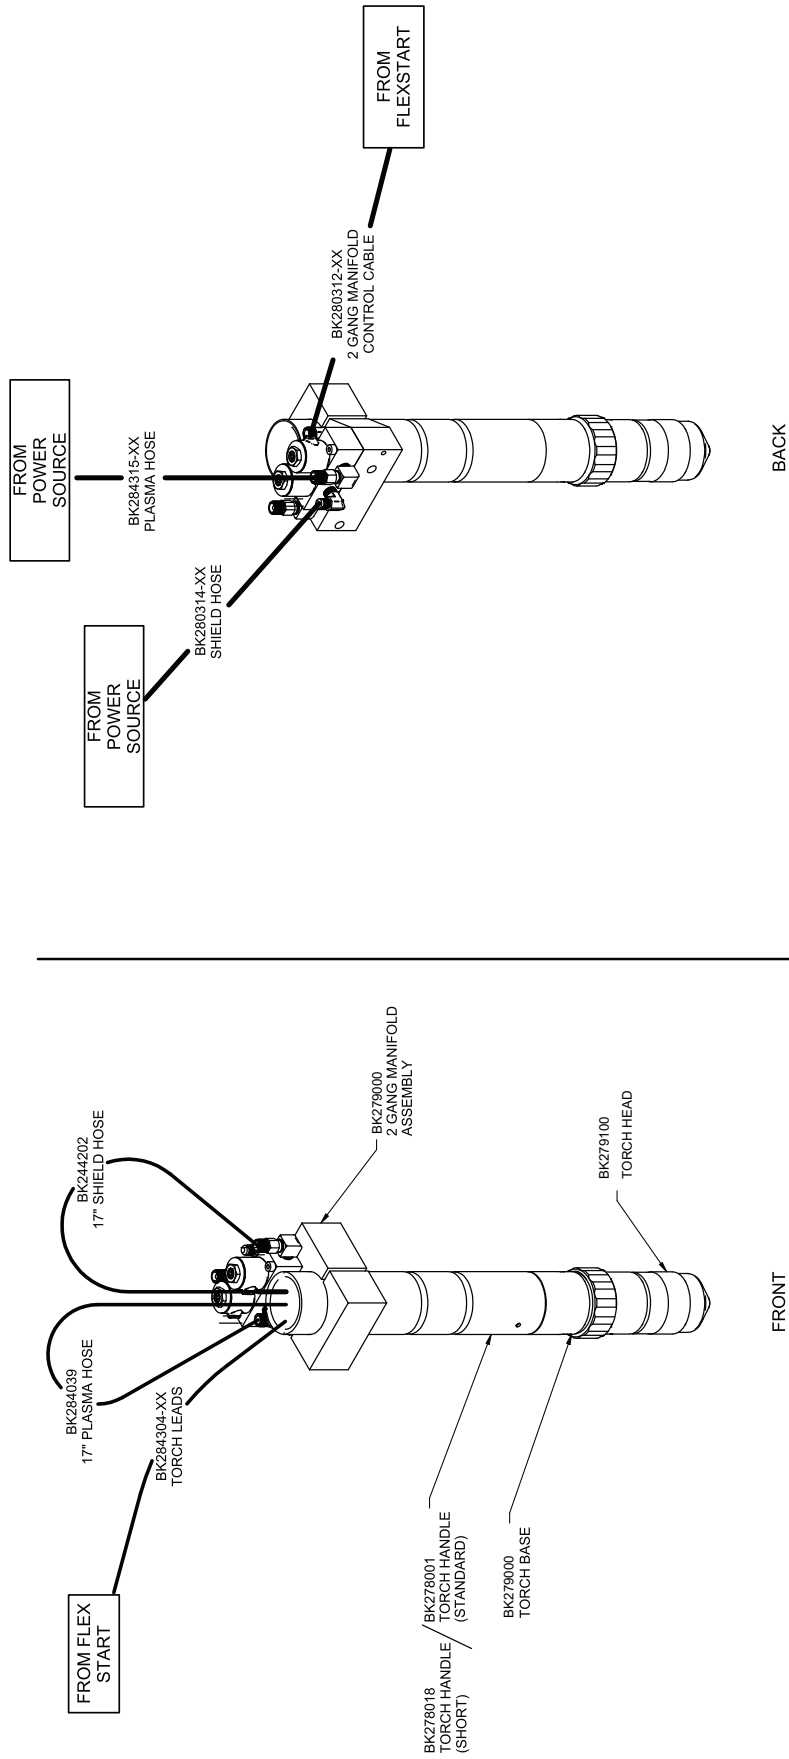 FROM FLEX
START
BK284039
17" PLASMA HOSE
BK284304-XX
TORCH LEADS
BK244202
17" SHIELD HOSE
BK279000
2 GANG MANIFOLD
ASSEMBLY
BK278018
TORCH HANDLE
(SHORT)
BK278001
TORCH HANDLE
(STANDARD)
BK279000
TORCH BASE
BK279100
TORCH HEAD
FRONT
FROM
POWER
SOURCE
BK280314-XX
SHIELD HOSE
FROM
POWER
SOURCE
BK284315-XX
PLASMA HOSE
BK280312-XX
2 GANG MANIFOLD
CONTROL CABLE
FROM
FLEXSTART
BACK